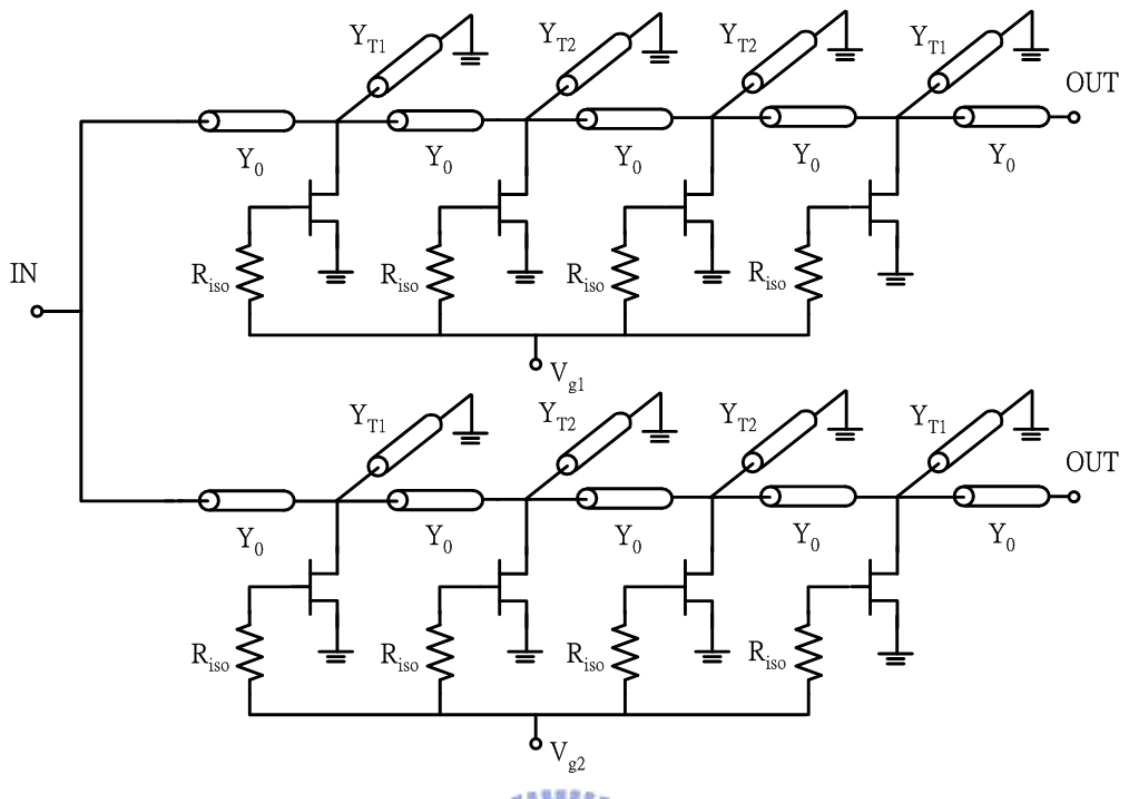 Y_T1 Y_T2 Y_T2 Y_T1
OUT
Y_0 Y_0 Y_0 Y_0 Y_0
IN
R_iso R_iso R_iso R_iso
V_g1
Y_T1 Y_T2 Y_T2 Y_T1
OUT
Y_0 Y_0 Y_0 Y_0 Y_0
R_iso R_iso R_iso R_iso
V_g2